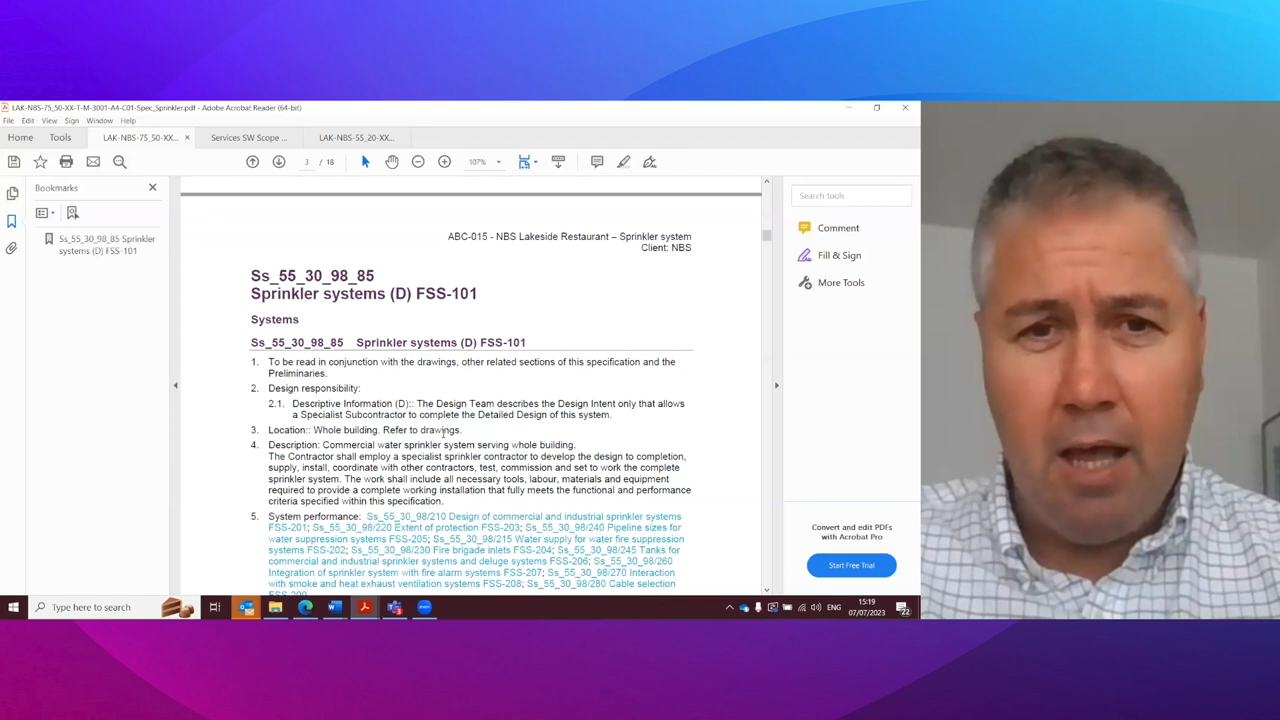 LAK-NBS-75_50-XX-T-M-3001-A4-C01-Spec_Sprinkler.pdf - Adobe Acrobat Reader (64-bit)
File Edit View Sign Window Help
Home Tools LAK-NBS-75_50-XX... × Services SW Scope ... LAK-NBS-55_20-XX...
3 / 18 107%
Bookmarks
Ss_55_30_98_85 Sprinkler
systems (D) FSS-101
ABC-015 - NBS Lakeside Restaurant – Sprinkler system
Client: NBS
Ss_55_30_98_85
Sprinkler systems (D) FSS-101
Systems
Ss_55_30_98_85 Sprinkler systems (D) FSS-101
1. To be read in conjunction with the drawings, other related sections of this specification and the
Preliminaries.
2. Design responsibility:
2.1. Descriptive Information (D):: The Design Team describes the Design Intent only that allows
a Specialist Subcontractor to complete the Detailed Design of this system.
3. Location:: Whole building. Refer to drawings.
4. Description: Commercial water sprinkler system serving whole building.
The Contractor shall employ a specialist sprinkler contractor to develop the design to completion,
supply, install, coordinate with other contractors, test, commission and set to work the complete
sprinkler system. The work shall include all necessary tools, labour, materials and equipment
required to provide a complete working installation that fully meets the functional and performance
criteria specified within this specification.
5. System performance: Ss_55_30_98/210 Design of commercial and industrial sprinkler systems
FSS-201; Ss_55_30_98/220 Extent of protection FSS-203; Ss_55_30_98/240 Pipeline sizes for
water suppression systems FSS-205; Ss_55_30_98/215 Water supply for water fire suppression
systems FSS-202; Ss_55_30_98/230 Fire brigade inlets FSS-204; Ss_55_30_98/245 Tanks for
commercial and industrial sprinkler systems and deluge systems FSS-206; Ss_55_30_98/260
Integration of sprinkler system with fire alarm systems FSS-207; Ss_55_30_98/270 Interaction
with smoke and heat exhaust ventilation systems FSS-208; Ss_55_30_98/280 Cable selection
FSS-209
Search tools
Comment
Fill & Sign
More Tools
Convert and edit PDFs
with Acrobat Pro
Start Free Trial
Type here to search
ENG
15:19
07/07/2023
22